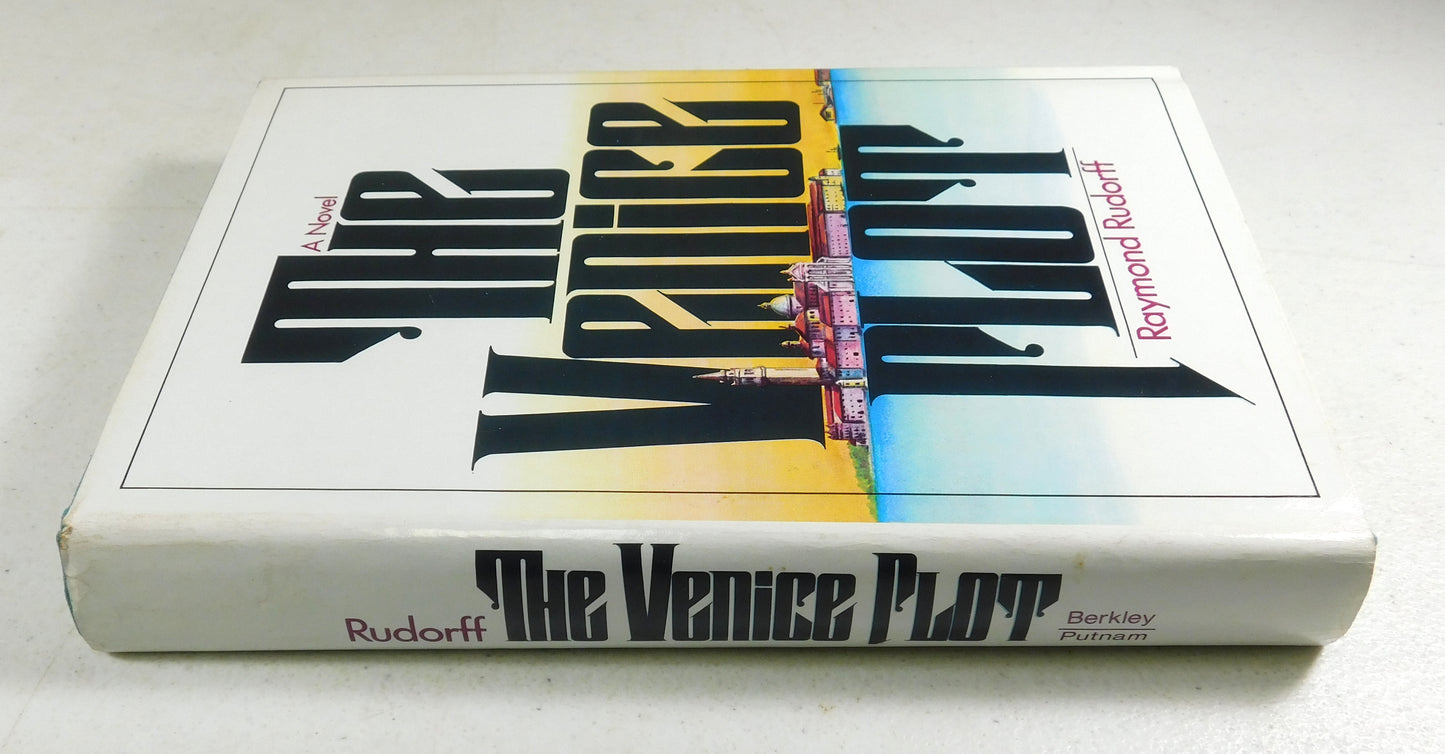 A Novel
The
Venice
Plot
Raymond Rudorff
Rudorff The Venice Plot Berkley
Putnam